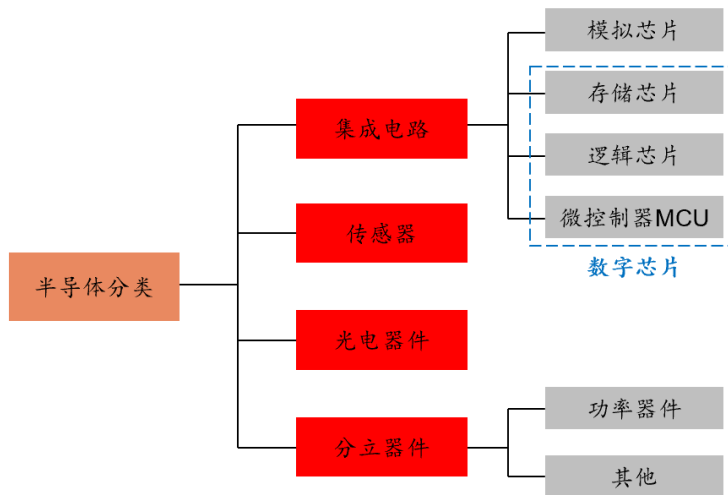 模拟芯片
存储芯片
集成电路
逻辑芯片
微控制器MCU
传感器
数字芯片
半导体分类
光电器件
功率器件
分立器件
其他